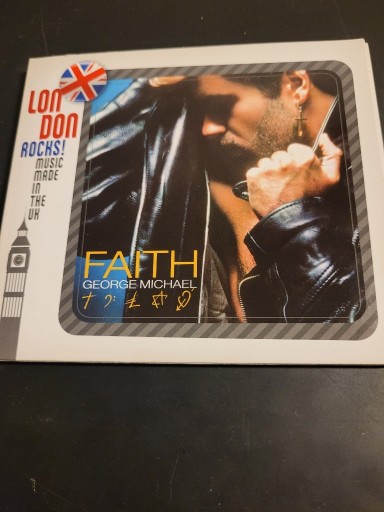 LON
DON
ROCKS!
MUSIC
MADE
IN
THE
UK
FAITH
GEORGE MICHAEL